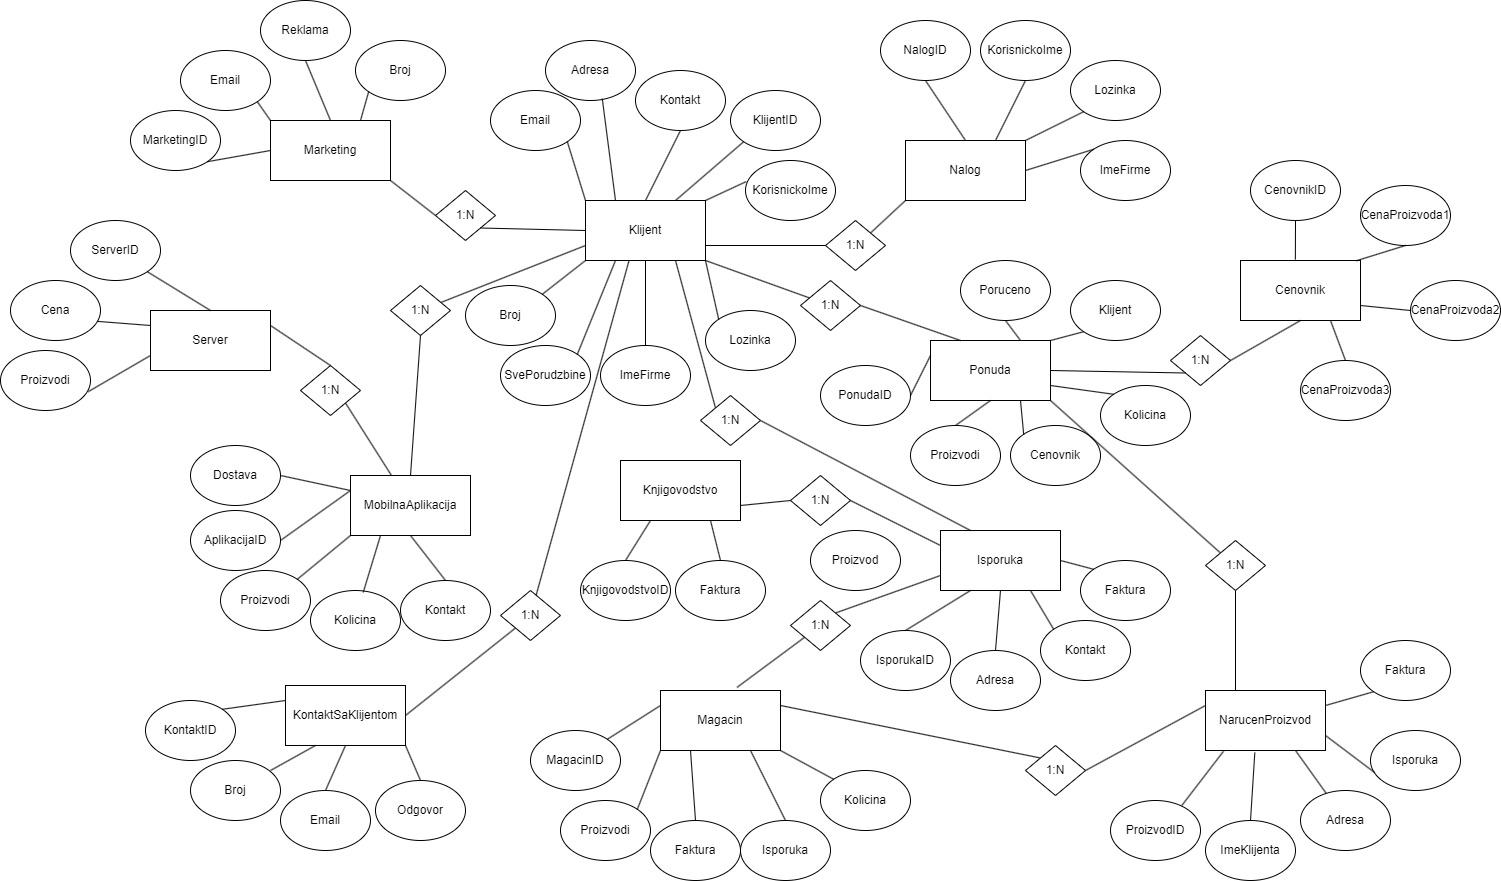 Reklama
Email
Broj
MarketingID
Marketing
Adresa
Email
Kontakt
KlijentID
KorisnickoIme
Klijent
1:N
NalogID
KorisnickoIme
Lozinka
ImeFirme
Nalog
1:N
CenovnikID
CenaProizvoda1
Cenovnik
CenaProizvoda2
CenaProizvoda3
ServerID
Cena
Server
Proizvodi
1:N
1:N
Broj
SvePorudzbine
ImeFirme
Lozinka
1:N
Poruceno
Klijent
Ponuda
PonudaID
Kolicina
Proizvodi
Cenovnik
1:N
1:N
Dostava
MobilnaAplikacija
AplikacijaID
Proizvodi
Kolicina
Kontakt
1:N
Knjigovodstvo
1:N
KnjigovodstvoID
Faktura
Proizvod
Isporuka
Faktura
1:N
IsporukaID
Adresa
Kontakt
1:N
KontaktSaKlijentom
KontaktID
Broj
Email
Odgovor
Magacin
MagacinID
Proizvodi
Faktura
Isporuka
Kolicina
1:N
NarucenProizvod
Faktura
Isporuka
ProizvodID
ImeKlijenta
Adresa